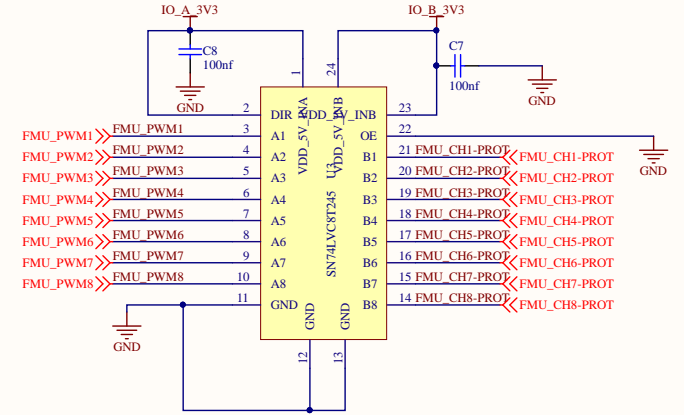 IO_A_3V3
IO_B_3V3
C8
100nf
GND
C7
100nf
GND
1
24
2
DIR
VDD_5V_INA
VDD_5V_INB
VDD_5V_INB
23
FMU_PWM1
FMU_PWM1
3
A1
OE
22
GND
FMU_PWM2
FMU_PWM2
4
A2
B1
21
FMU_CH1-PROT
FMU_CH1-PROT
FMU_PWM3
FMU_PWM3
5
A3
B2
20
FMU_CH2-PROT
FMU_CH2-PROT
FMU_PWM4
FMU_PWM4
6
A4
B3
19
FMU_CH3-PROT
FMU_CH3-PROT
FMU_PWM5
FMU_PWM5
7
A5
B4
18
FMU_CH4-PROT
FMU_CH4-PROT
FMU_PWM6
FMU_PWM6
8
A6
B5
17
FMU_CH5-PROT
FMU_CH5-PROT
FMU_PWM7
FMU_PWM7
9
A7
B6
16
FMU_CH6-PROT
FMU_CH6-PROT
FMU_PWM8
FMU_PWM8
10
A8
B7
15
FMU_CH7-PROT
FMU_CH7-PROT
11
GND
B8
14
FMU_CH8-PROT
FMU_CH8-PROT
SN74LVC8T245
GND
GND
GND
12
13